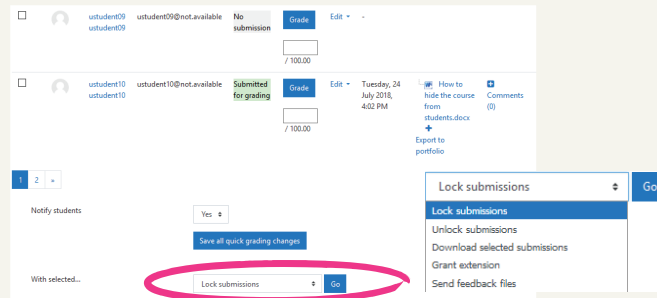 ustudent09 ustudent09@not.available No Grade Edit -
ustudent09 submission
/ 100.00
ustudent10 ustudent10@not.available Submitted Grade Edit Tuesday, 24 How to
ustudent10 for grading July 2018, hide the course Comments
4:02 PM from (0)
students.docx
/ 100.00
Export to
portfolio
1 2 »
Notify students Yes
Save all quick grading changes
With selected... Lock submissions Go
Lock submissions Go
Lock submissions
Unlock submissions
Download selected submissions
Grant extension
Send feedback files